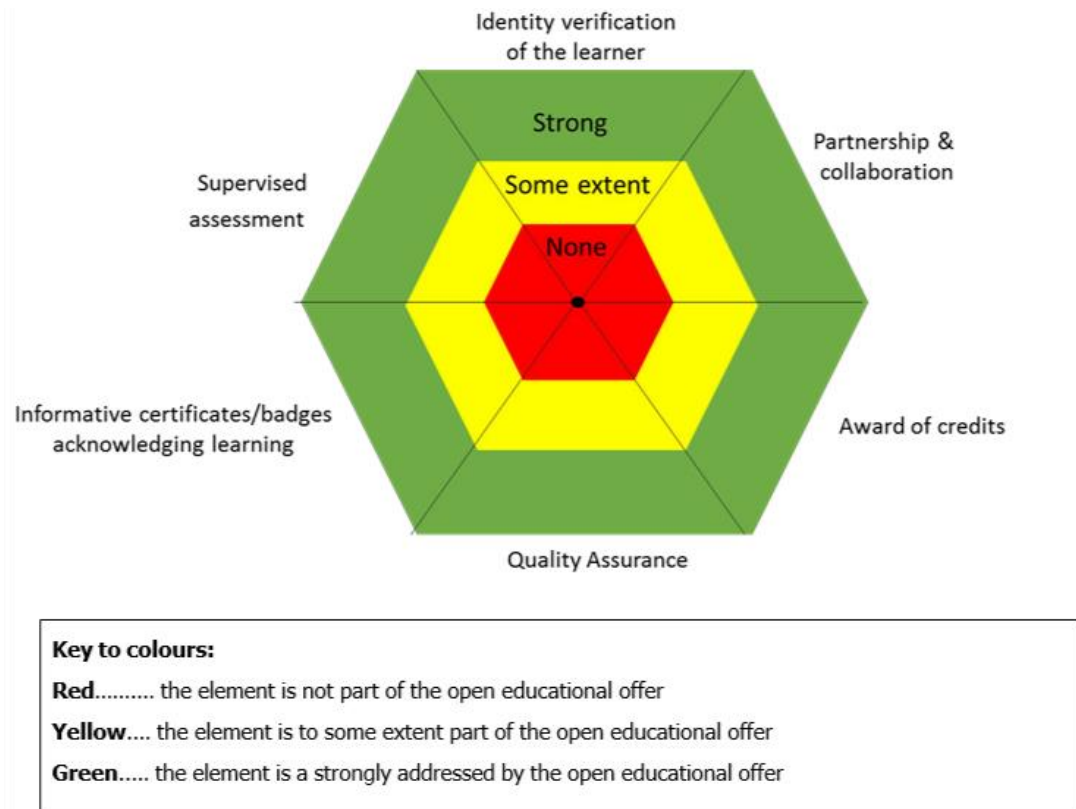 Identity verification
of the learner
Strong
Partnership &
collaboration
Supervised
assessment
Some extent
None
Informative certificates/badges
acknowledging learning
Award of credits
Quality Assurance
Key to colours:
Red.......... the element is not part of the open educational offer
Yellow.... the element is to some extent part of the open educational offer
Green..... the element is a strongly addressed by the open educational offer